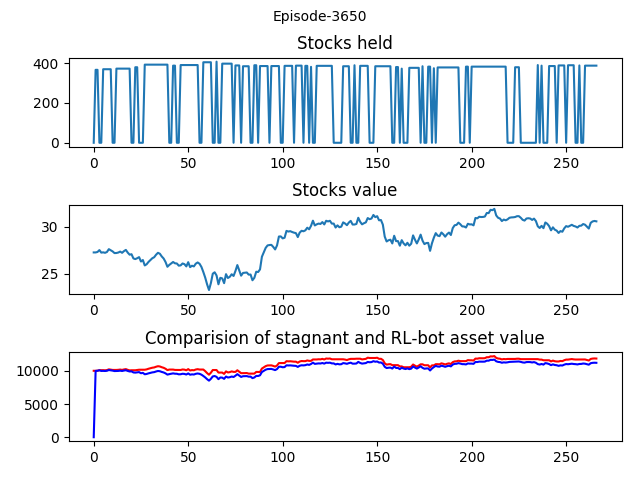 Episode-3650
Stocks held
400
200
0
0 50 100 150 200 250
Stocks value
30
25
0 50 100 150 200 250
Comparision of stagnant and RL-bot asset value
10000
5000
0
0 50 100 150 200 250